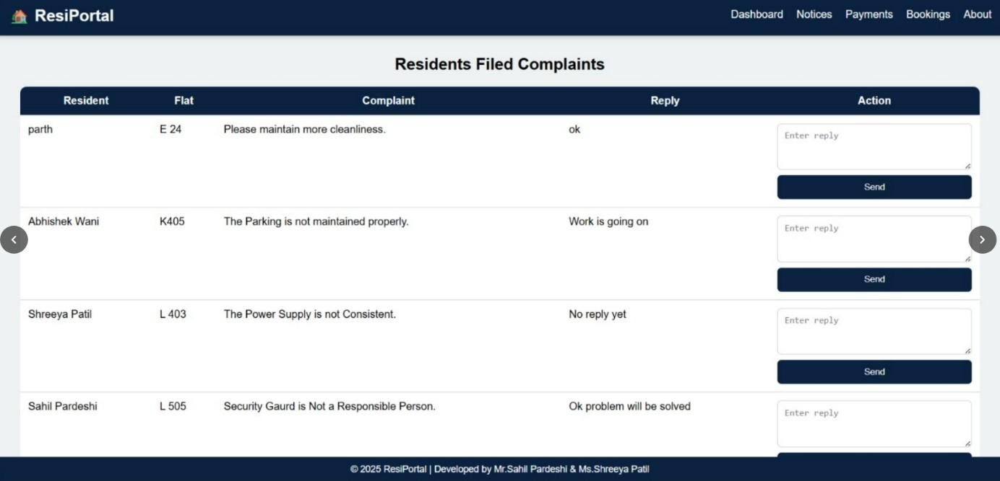 ResiPortal
Dashboard Notices Payments Bookings About
Residents Filed Complaints
Resident Flat Complaint Reply Action
parth E 24 Please maintain more cleanliness. ok Enter reply
Send
Abhishek Wani K405 The Parking is not maintained properly. Work is going on Enter reply
Send
Shreeya Patil L 403 The Power Supply is not Consistent. No reply yet Enter reply
Send
Sahil Pardeshi L 505 Security Gaurd is Not a Responsible Person. Ok problem will be solved Enter reply
© 2025 ResiPortal | Developed by Mr.Sahil Pardeshi & Ms.Shreeya Patil